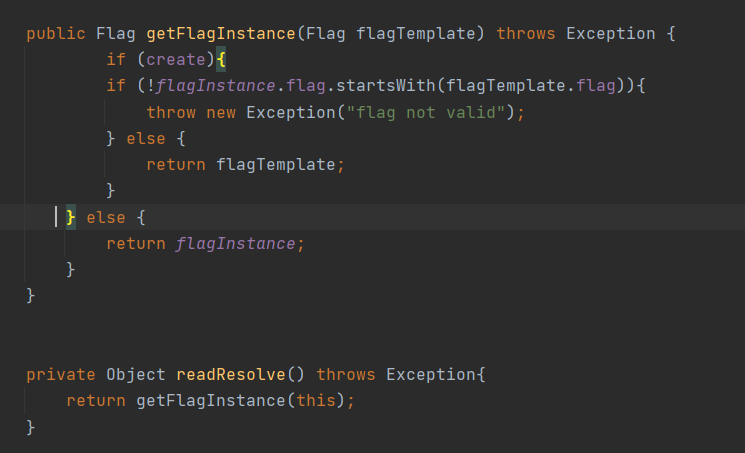 public Flag getFlagInstance(Flag flagTemplate) throws Exception {
if (create){
if (!flagInstance.flag.startsWith(flagTemplate.flag)){
throw new Exception("flag not valid");
} else {
return flagTemplate;
}
} else {
return flagInstance;
}
}
private Object readResolve() throws Exception{
return getFlagInstance(this);
}